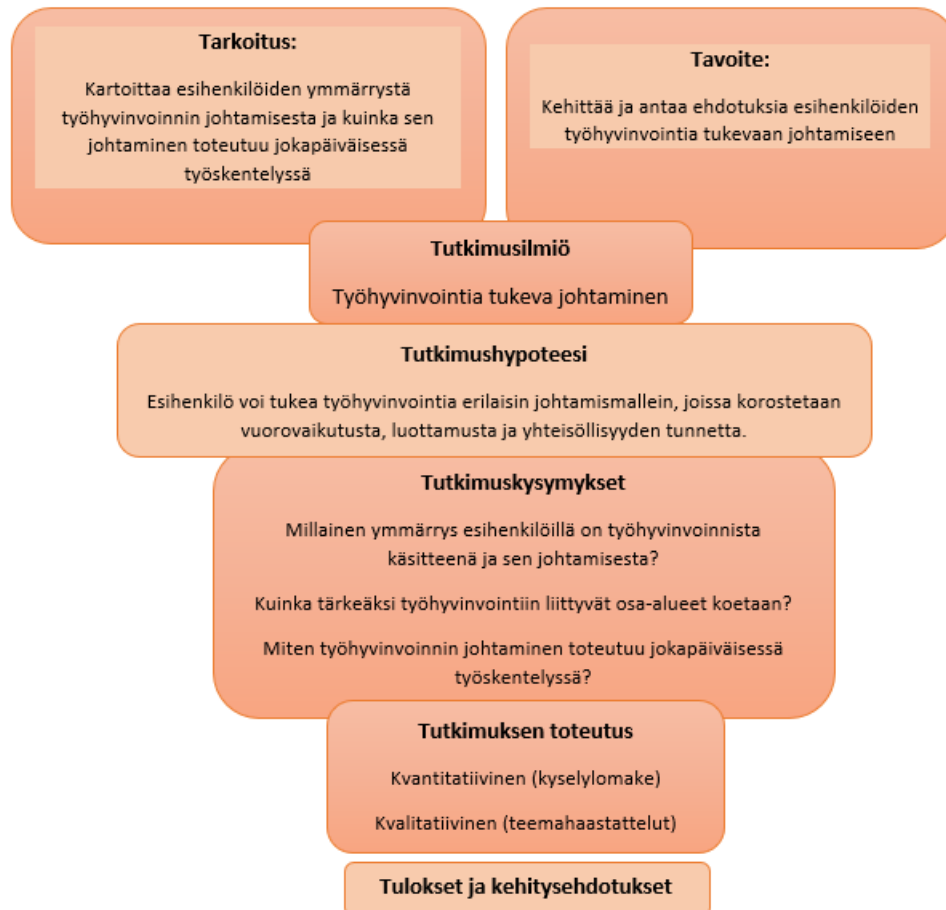 Tarkoitus:
Kartoittaa esihenkilöiden ymmärrystä
työhyvinvoinnin johtamisesta ja kuinka sen
johtaminen toteutuu jokapäiväisessä
työskentelyssä
Tavoite:
Kehittää ja antaa ehdotuksia esihenkilöiden
työhyvinvointia tukevaan johtamiseen
Tutkimusilmiö
Työhyvinvointia tukeva johtaminen
Tutkimushypoteesi
Esihenkilö voi tukea työhyvinvointia erilaisin johtamismallein, joissa korostetaan
vuorovaikutusta, luottamusta ja yhteisöllisyyden tunnetta.
Tutkimuskysymykset
Millainen ymmärrys esihenkilöillä on työhyvinvoinnista
käsitteenä ja sen johtamisesta?
Kuinka tärkeäksi työhyvinvointiin liittyvät osa-alueet koetaan?
Miten työhyvinvoinnin johtaminen toteutuu jokapäiväisessä
työskentelyssä?
Tutkimuksen toteutus
Kvantitatiivinen (kyselylomake)
Kvalitatiivinen (teemahaastattelut)
Tulokset ja kehitysehdotukset